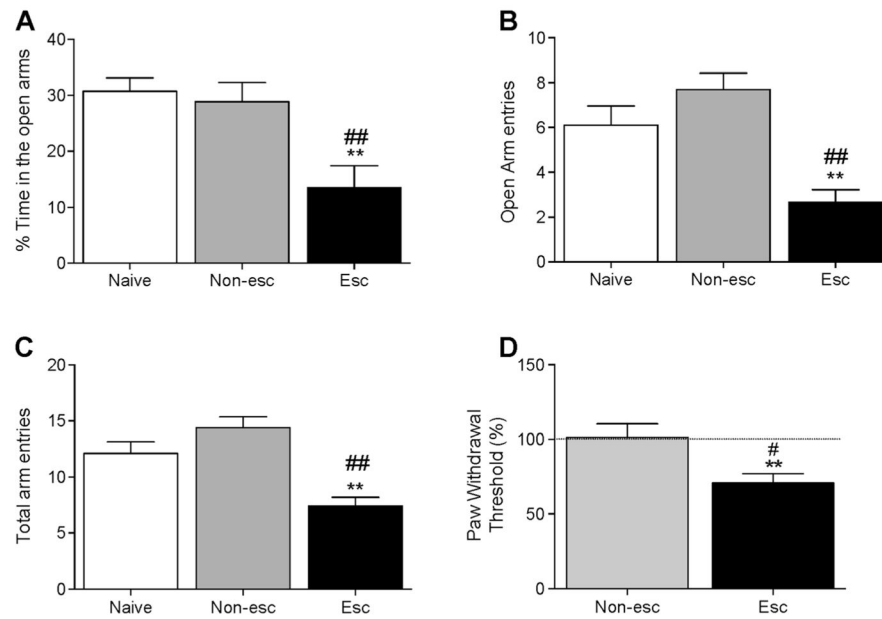 A
% Time in the open arms
40
30
20
10
0
##
**
Naive
Non-esc
Esc
B
Open Arm entries
10
8
6
4
2
0
##
**
Naive
Non-esc
Esc
C
Total arm entries
20
15
10
5
0
##
**
Naive
Non-esc
Esc
D
Paw Withdrawal
Threshold (%)
150
100
50
0
#
**
Non-esc
Esc